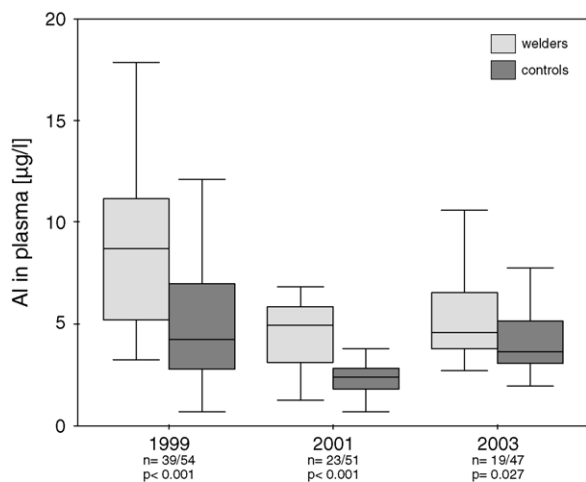 20
welders
controls
15
Al in plasma [µg/l]
10
5
0
1999 2001 2003
n= 39/54 n= 23/51 n= 19/47
p< 0.001 p< 0.001 p= 0.027